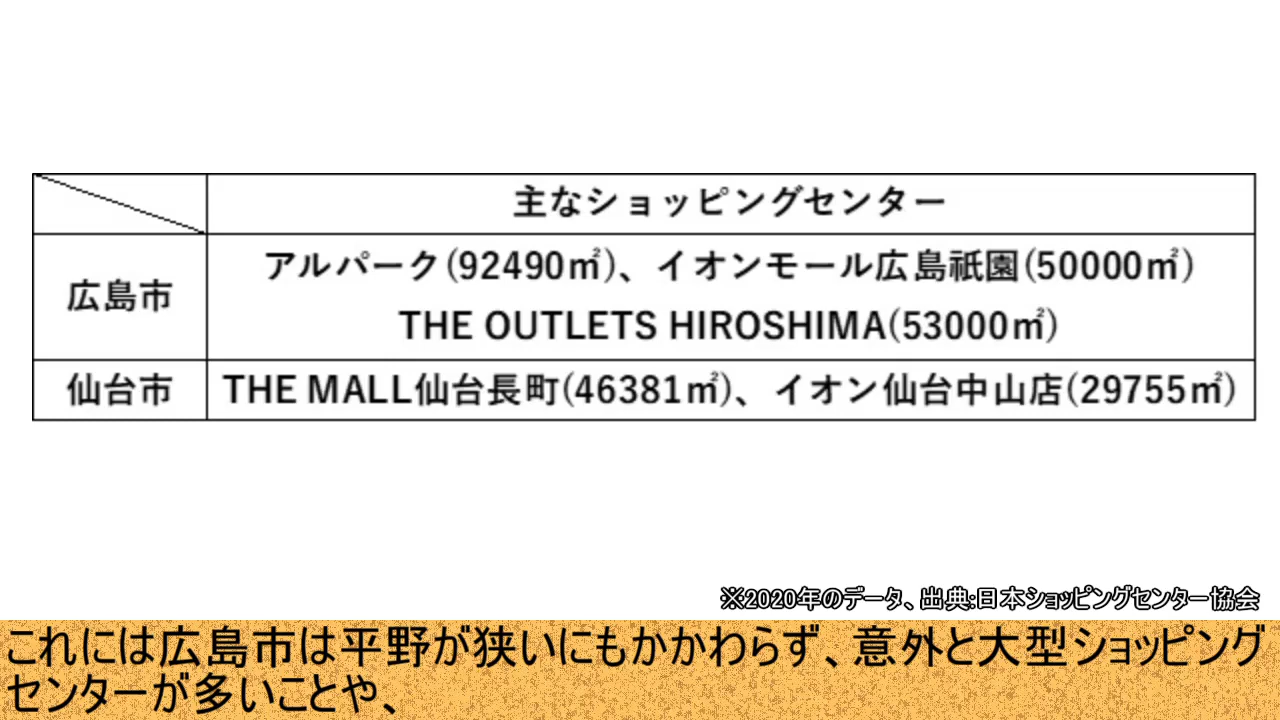 主なショッピングセンター
広島市
アルパーク(92490㎡)、イオンモール広島祇園(50000㎡)
THE OUTLETS HIROSHIMA(53000㎡)
仙台市
THE MALL仙台長町(46381㎡)、イオン仙台中山店(29755㎡)
※2020年のデータ、出典:日本ショッピングセンター協会
これには広島市は平野が狭いにもかかわらず、意外と大型ショッピング
センターが多いことや、